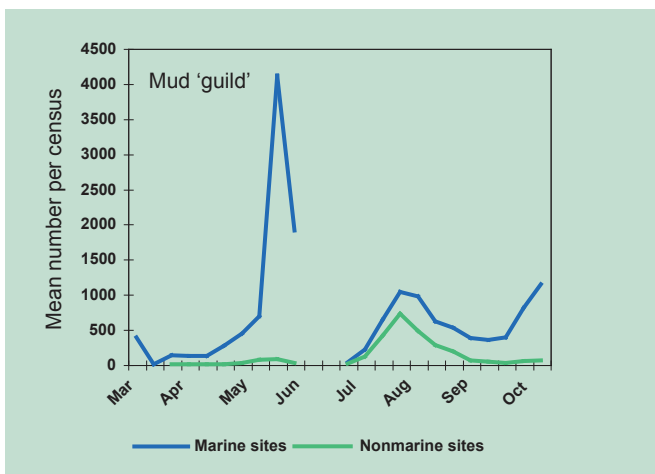 Mud ‘guild’
Mean number per census
4500
4000
3500
3000
2500
2000
1500
1000
500
0
Mar Apr May Jun Jul Aug Sep Oct
Marine sites Nonmarine sites